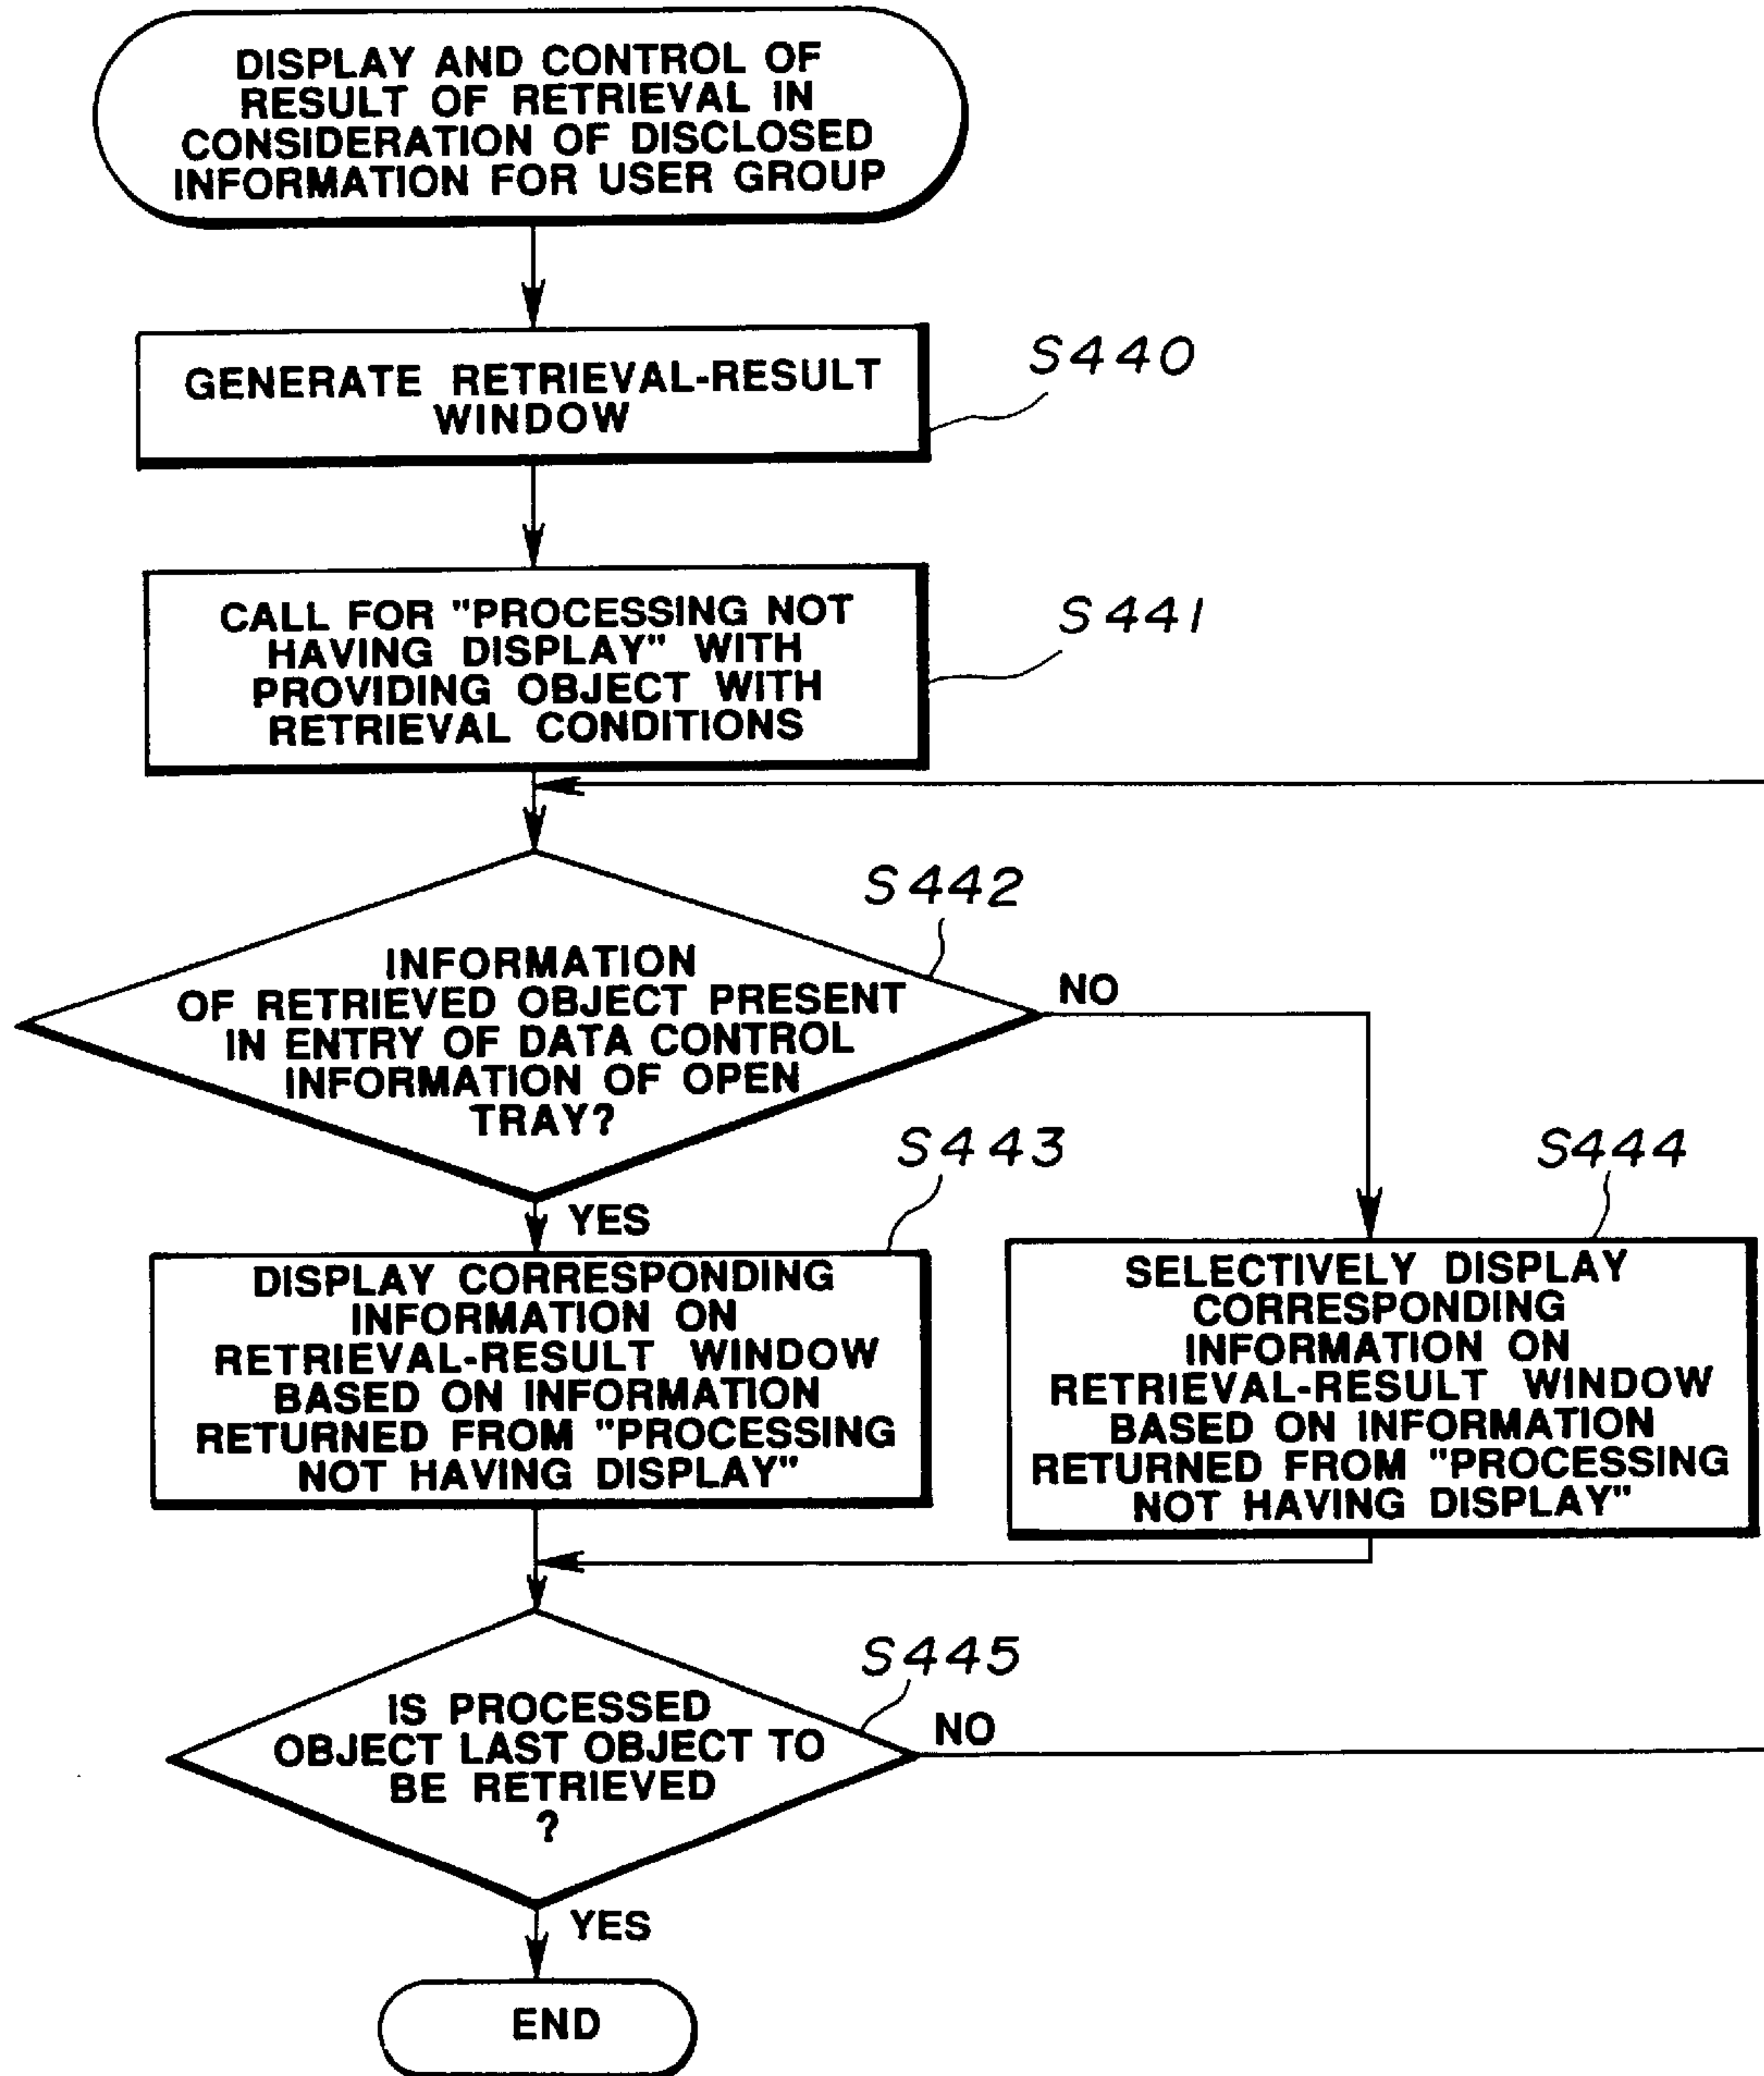 DISPLAY AND CONTROL OF
RESULT OF RETRIEVAL IN
CONSIDERATION OF DISCLOSED
INFORMATION FOR USER GROUP
GENERATE RETRIEVAL-RESULT
WINDOW
S440
CALL FOR "PROCESSING NOT
HAVING DISPLAY" WITH
PROVIDING OBJECT WITH
RETRIEVAL CONDITIONS
S441
S442
INFORMATION
OF RETRIEVED OBJECT PRESENT
IN ENTRY OF DATA CONTROL
INFORMATION OF OPEN
TRAY?
NO
YES
S443
DISPLAY CORRESPONDING
INFORMATION ON
RETRIEVAL-RESULT WINDOW
BASED ON INFORMATION
RETURNED FROM "PROCESSING
NOT HAVING DISPLAY"
S444
SELECTIVELY DISPLAY
CORRESPONDING
INFORMATION ON
RETRIEVAL-RESULT WINDOW
BASED ON INFORMATION
RETURNED FROM "PROCESSING
NOT HAVING DISPLAY"
S445
IS PROCESSED
OBJECT LAST OBJECT TO
BE RETRIEVED
?
NO
YES
END